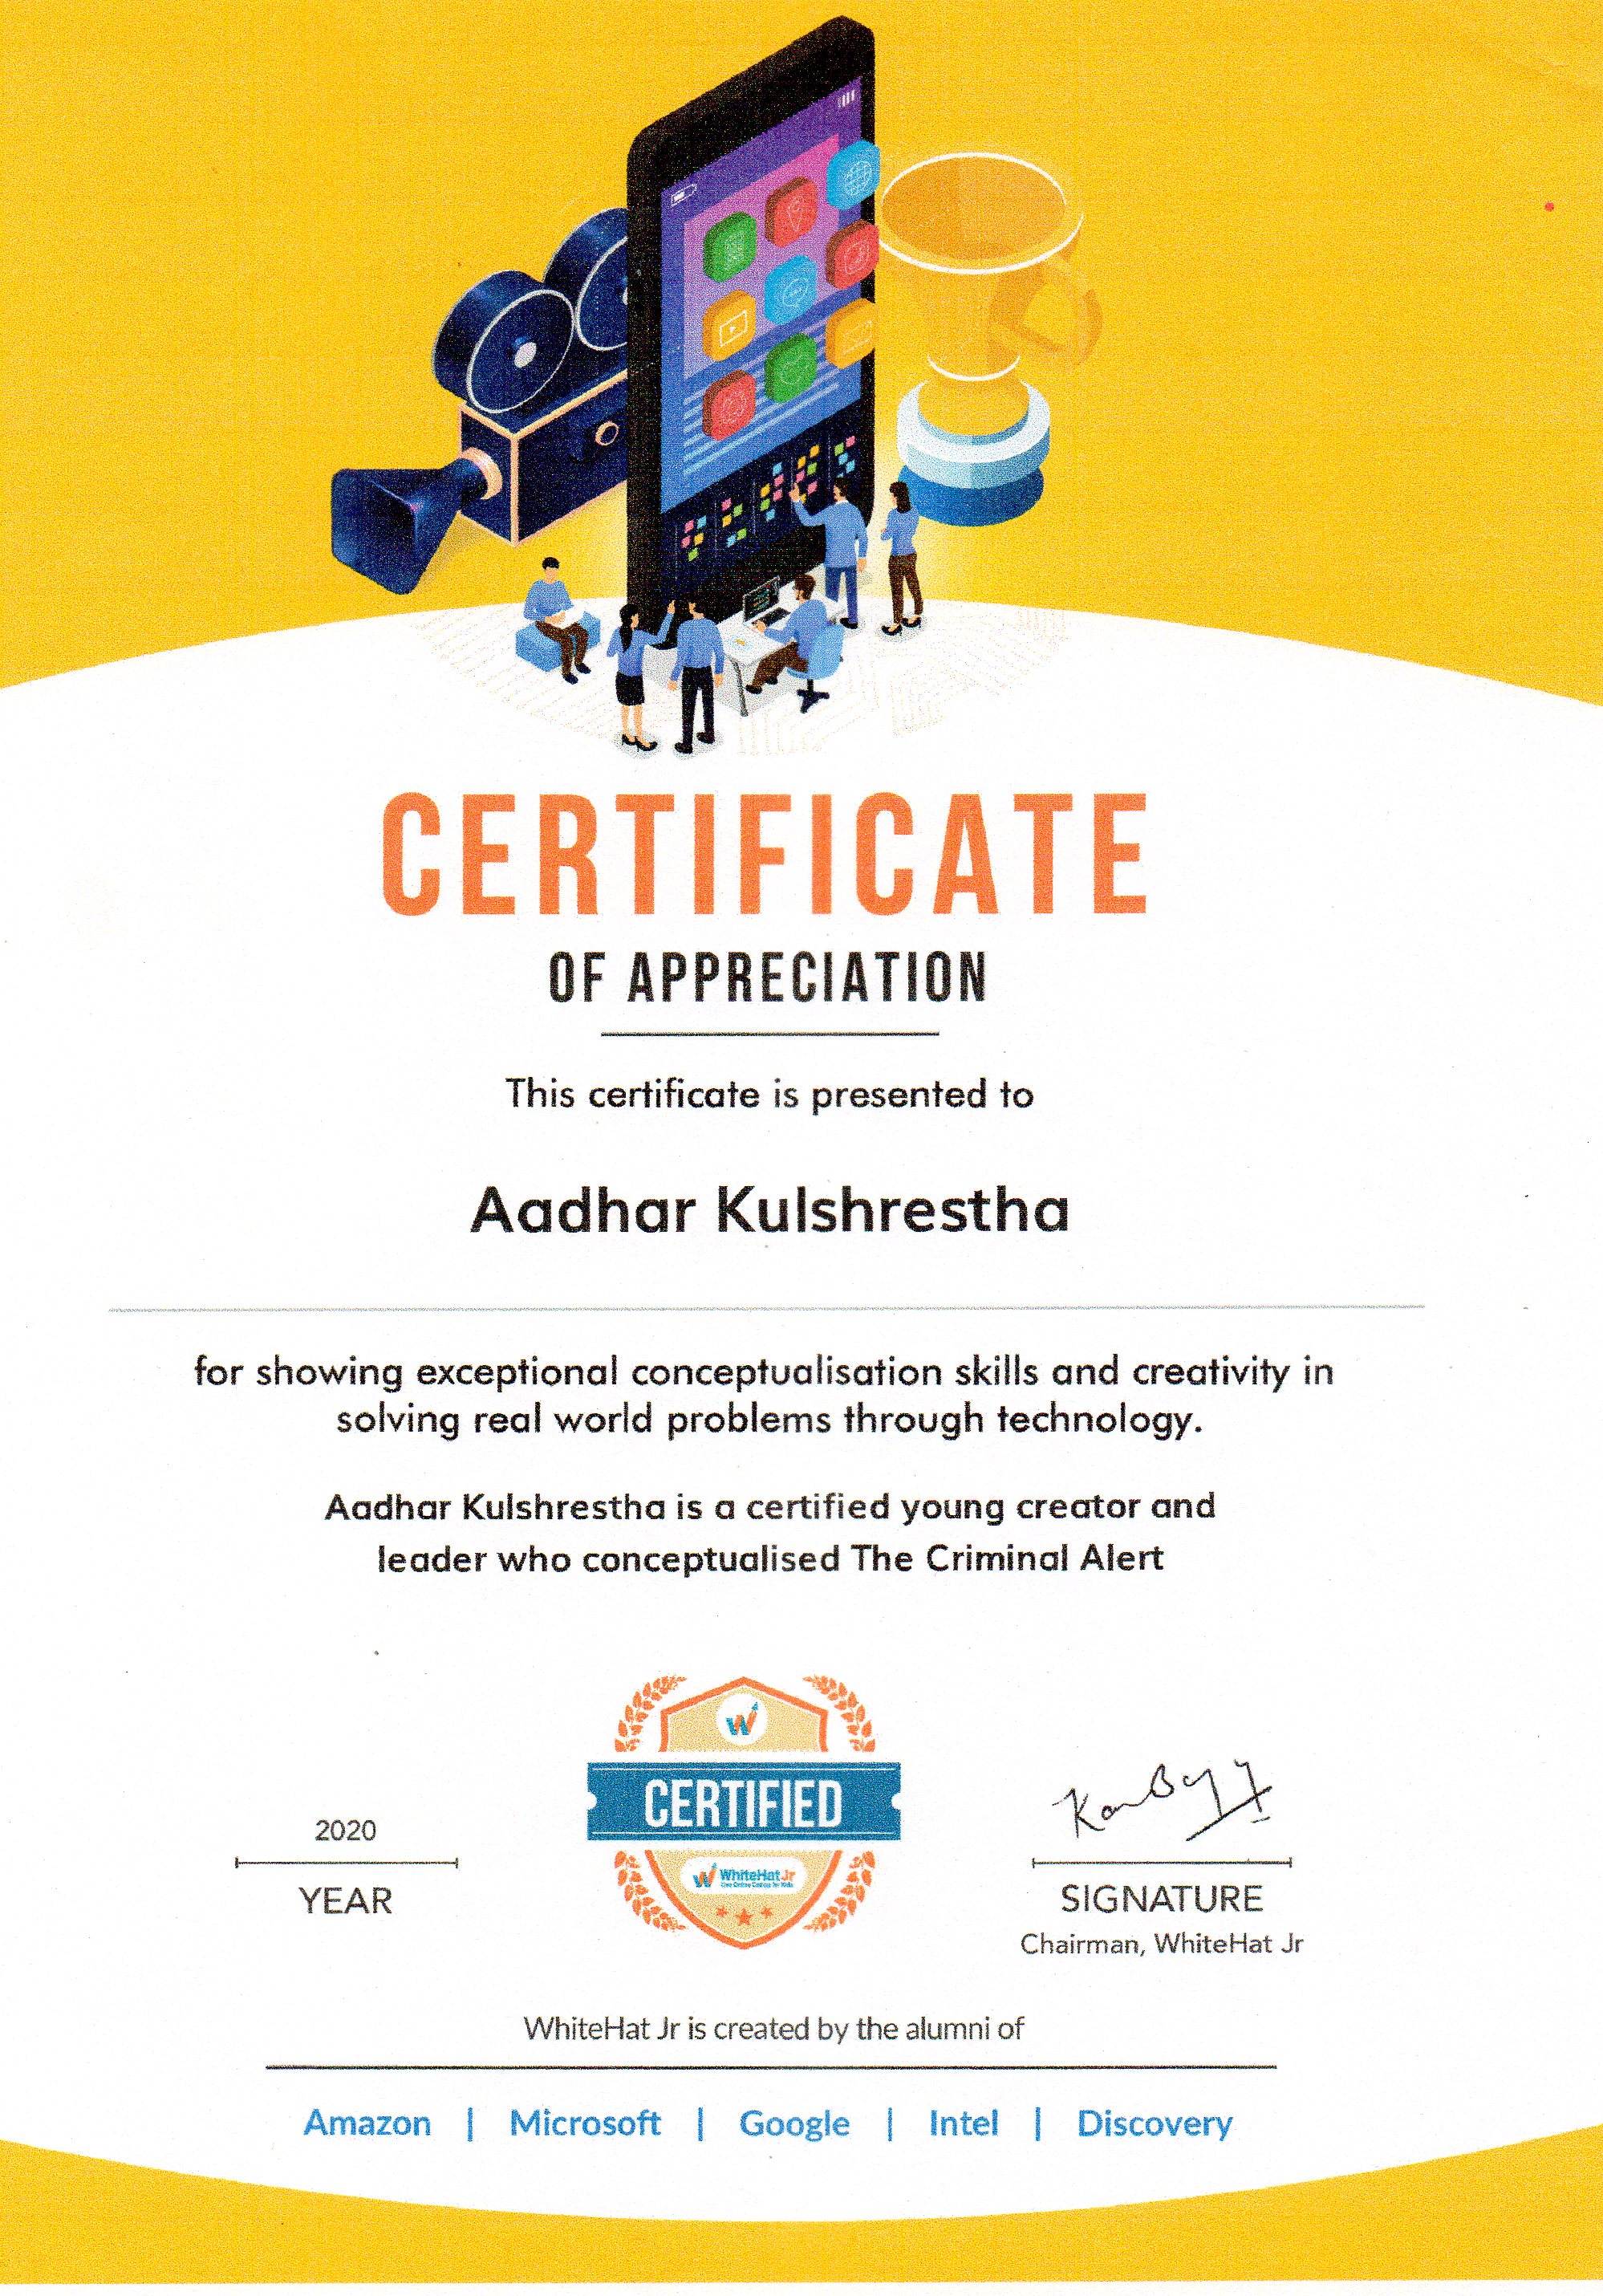 CERTIFICATE
OF APPRECIATION
This certificate is presented to
Aadhar Kulshrestha
for showing exceptional conceptualisation skills and creativity in
solving real world problems through technology.
Aadhar Kulshrestha is a certified young creator and
leader who conceptualised The Criminal Alert
W
CERTIFIED
WhiteHat Jr
2020
YEAR
SIGNATURE
Chairman, WhiteHat Jr
WhiteHat Jr is created by the alumni of
Amazon | Microsoft | Google | Intel | Discovery